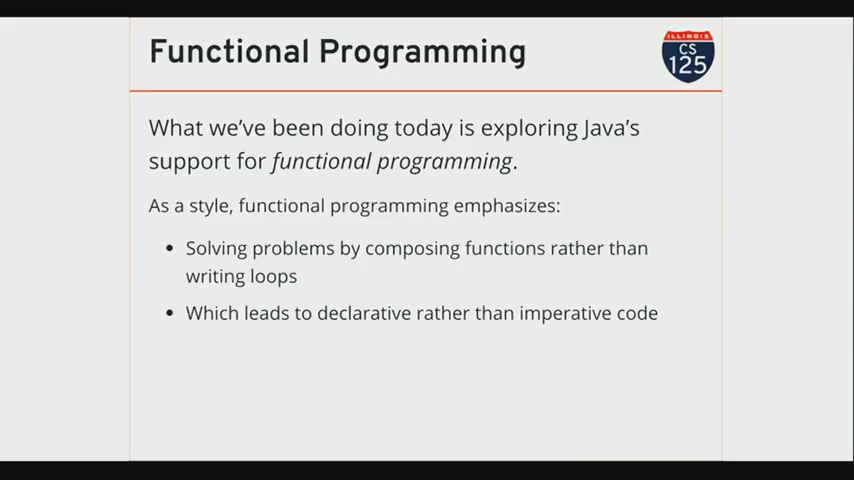 Functional Programming
ILLINOIS
CS
125
What we've been doing today is exploring Java's
support for functional programming.
As a style, functional programming emphasizes:
• Solving problems by composing functions rather than
writing loops
• Which leads to declarative rather than imperative code